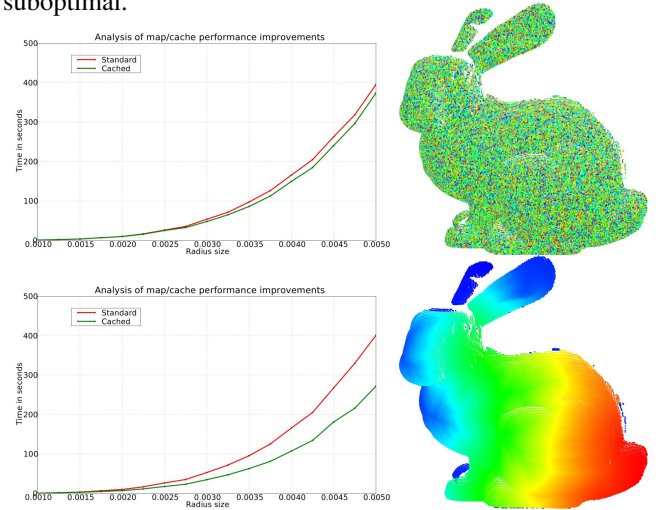 suboptimal.
Analysis of map/cache performance improvements
500
Standard
Cached
400
300
200
100
0
Time in seconds
0.0010 0.0015 0.0020 0.0025 0.0030 0.0035 0.0040 0.0045 0.0050
Radius size
Analysis of map/cache performance improvements
500
Standard
Cached
400
300
200
100
0
Time in seconds
0.0010 0.0015 0.0020 0.0025 0.0030 0.0035 0.0040 0.0045 0.0050
Radius size